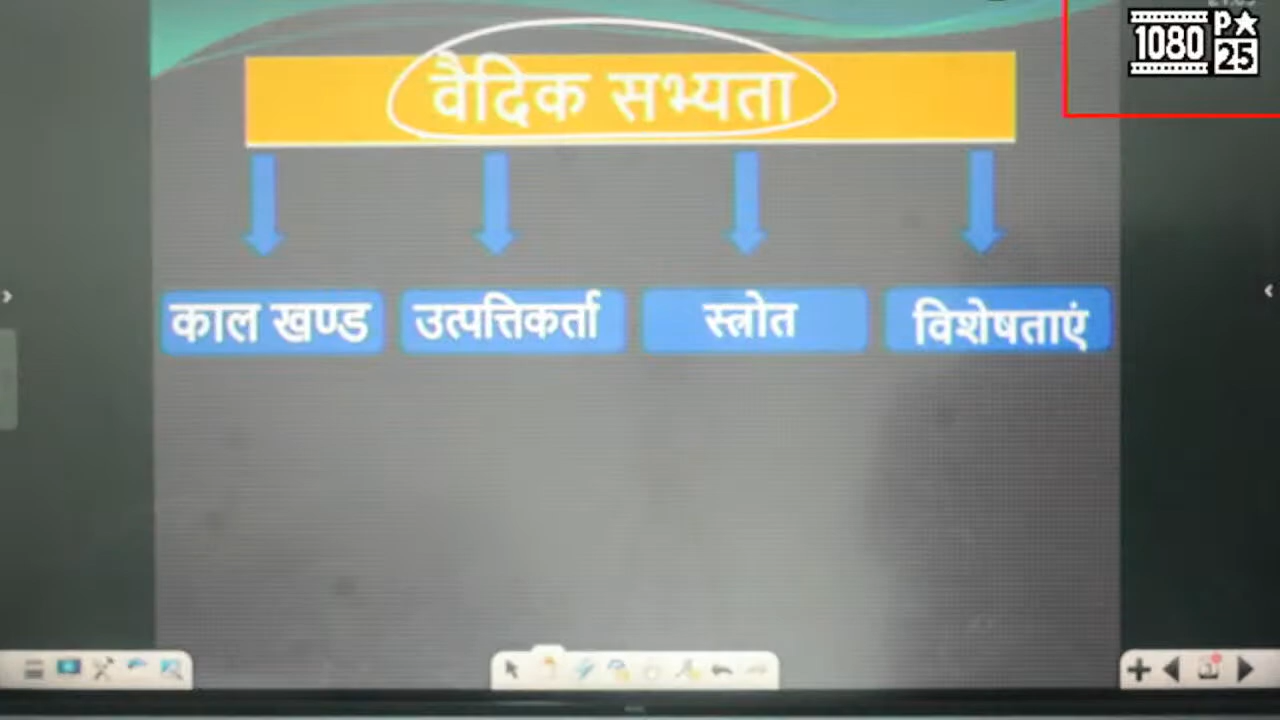 1080 P★
25
वैदिक सभ्यता
काल खण्ड
उत्पत्तिकर्ता
स्त्रोत
विशेषताएं